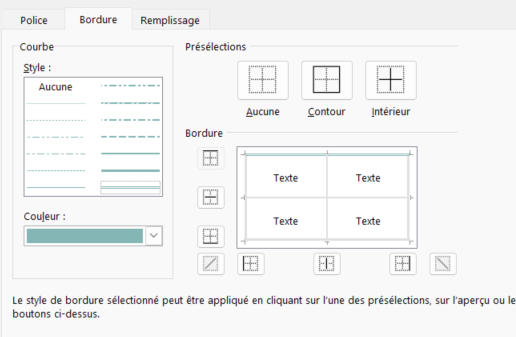 Police Bordure Remplissage
Courbe
Présélections
Style :
Aucune
Aucune Contour Intérieur
Bordure
Texte Texte
Texte Texte
Couleur :
Le style de bordure sélectionné peut être appliqué en cliquant sur l'une des présélections, sur l'aperçu ou le
boutons ci-dessus.